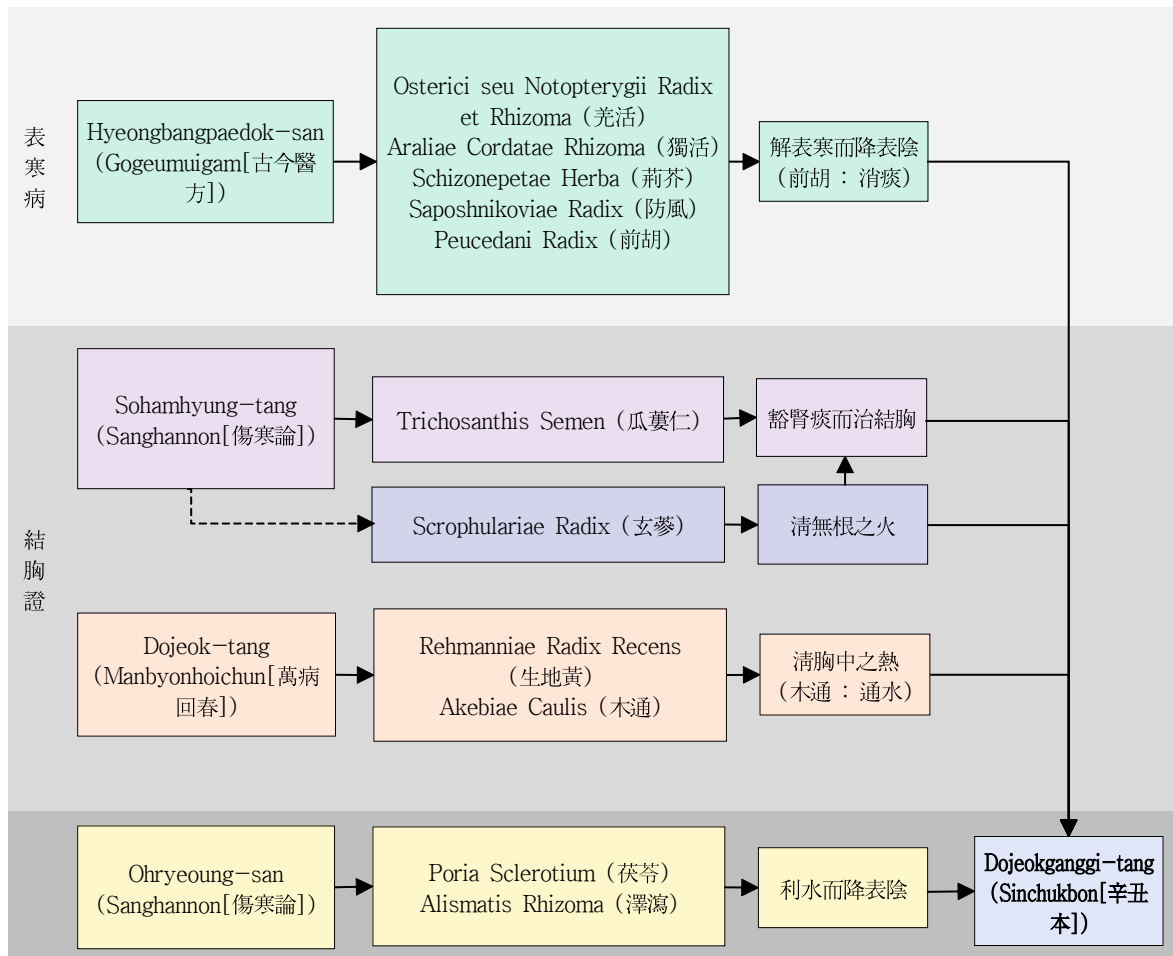 表
寒
病
Hyeongbangpaedok-san
(Gogeumuigam[古今醫
方])
Osterici seu Notopterygii Radix
et Rhizoma (羌活)
Araliae Cordatae Rhizoma (獨活)
Schizonepetae Herba (荊芥)
Saposhnikoviae Radix (防風)
Peucedani Radix (前胡)
解表寒而降表陰
(前胡 : 消痰)
結
胸
證
Sohamhyung-tang
(Sanghannon[傷寒論])
Trichosanthis Semen (瓜蔞仁)
豁腎痰而治結胸
Scrophulariae Radix (玄蔘)
淸無根之火
Dojeok-tang
(Manbyonhoichun[萬病
回春])
Rehmanniae Radix Recens
(生地黃)
Akebiae Caulis (木通)
淸胸中之熱
(木通 : 通水)
Ohryeoung-san
(Sanghannon[傷寒論])
Poria Sclerotium (茯苓)
Alismatis Rhizoma (澤瀉)
利水而降表陰
Dojeokganggi-tang
(Sinchukbon[辛丑
本])